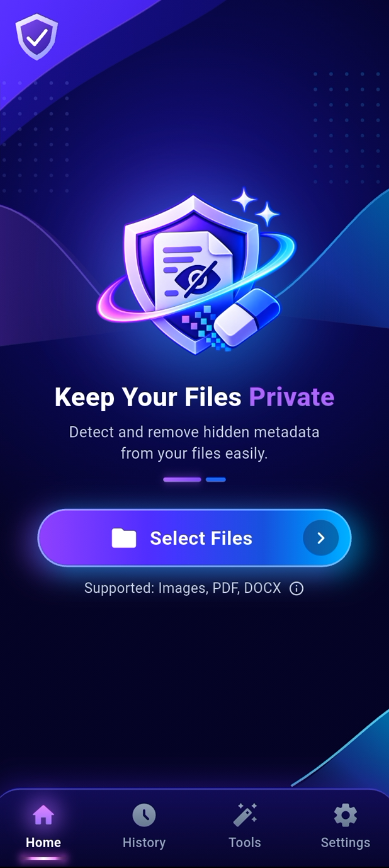 Keep Your Files Private
Detect and remove hidden metadata
from your files easily.
Select Files
Supported: Images, PDF, DOCX
Home
History
Tools
Settings